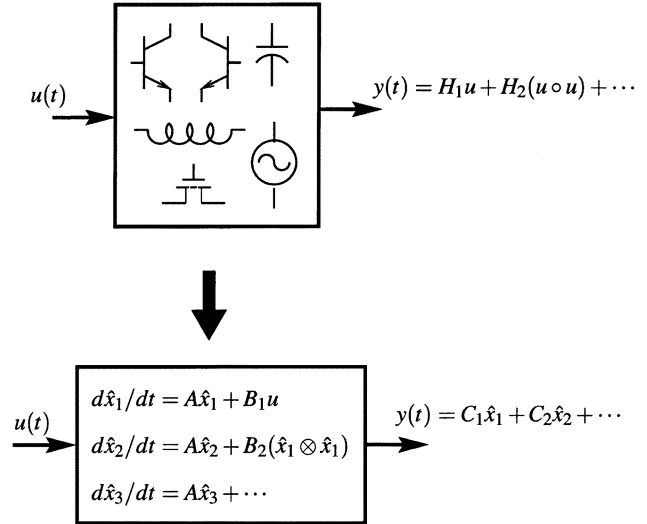 u(t)
y(t) = H₁u + H₂(u ∘ u) + ···
dx̂₁/dt = Ax̂₁ + B₁u
u(t)
dx̂₂/dt = Ax̂₂ + B₂(x̂₁ ⊗ x̂₁)
y(t) = C₁x̂₁ + C₂x̂₂ + ···
dx̂₃/dt = Ax̂₃ + ···